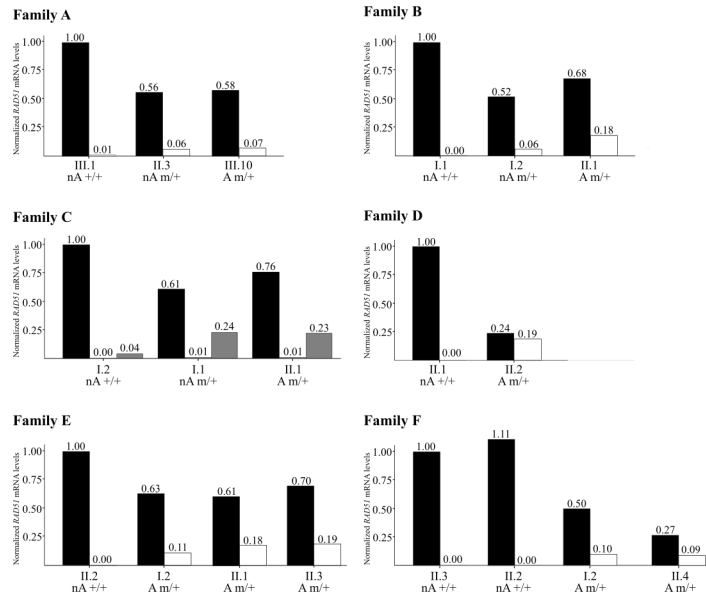 Family A
Normalized RAD51 mRNA levels
1.00
0.75
0.50
0.25
1.00
0.01
0.56
0.06
0.58
0.07
III.1
II.3
III.10
nA +/+
nA m/+
A m/+
Family B
Normalized RAD51 mRNA levels
1.00
0.75
0.50
0.25
1.00
0.00
0.52
0.06
0.68
0.18
I.1
I.2
II.1
nA +/+
nA m/+
A m/+
Family C
Normalized RAD51 mRNA levels
1.00
0.75
0.50
0.25
1.00
0.00
0.04
0.61
0.01
0.24
0.76
0.01
0.23
I.2
I.1
II.1
nA +/+
nA m/+
A m/+
Family D
Normalized RAD51 mRNA levels
1.00
0.75
0.50
0.25
1.00
0.00
0.24
0.19
II.1
II.2
nA +/+
A m/+
Family E
Normalized RAD51 mRNA levels
1.00
0.75
0.50
0.25
1.00
0.00
0.63
0.11
0.61
0.18
0.70
0.19
II.2
I.2
II.1
II.3
nA +/+
A m/+
A m/+
A m/+
Family F
Normalized RAD51 mRNA levels
1.00
0.75
0.50
0.25
1.00
0.00
1.11
0.00
0.50
0.10
0.27
0.09
II.3
II.2
I.2
II.4
nA +/+
nA +/+
A m/+
A m/+